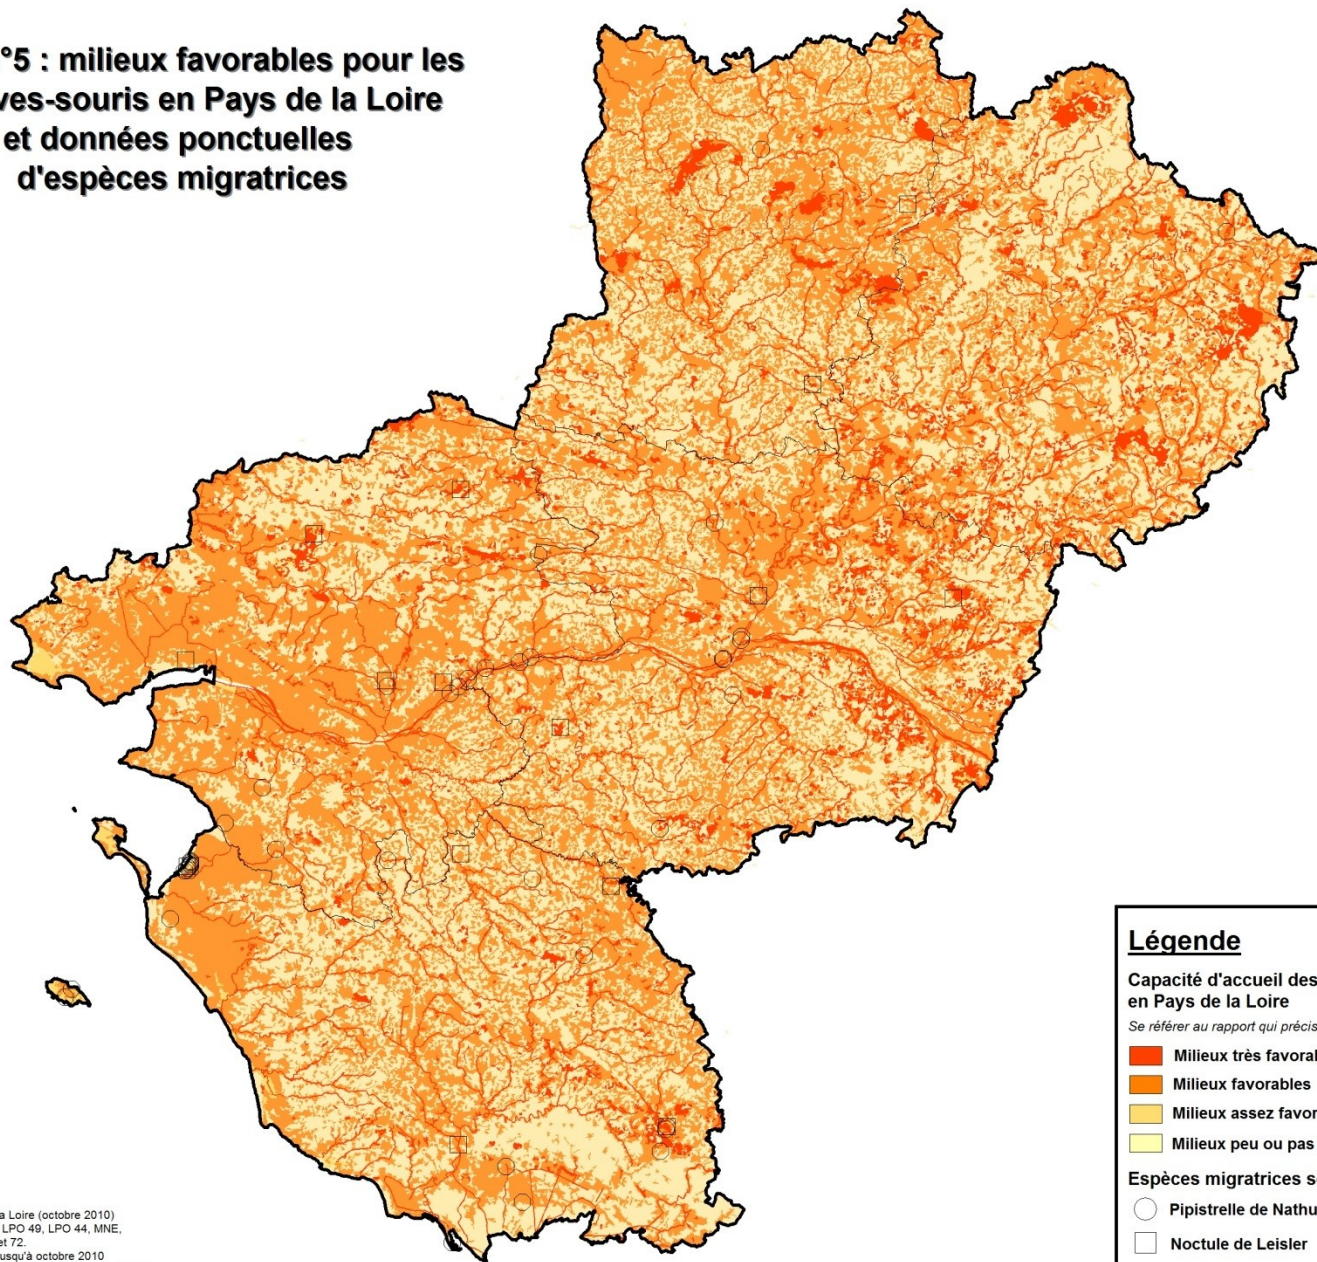 °5 : milieux favorables pour les
ves-souris en Pays de la Loire
et données ponctuelles
d'espèces migratrices
Légende
Capacité d'accueil des
en Pays de la Loire
Se référer au rapport qui précis
Milieux très favoral
Milieux favorables
Milieux assez favor
Milieux peu ou pas
Espèces migratrices s
Pipistrelle de Nathu
Noctule de Leisler
a Loire (octobre 2010)
LPO 49, LPO 44, MNE,
et 72.
usqu'à octobre 2010